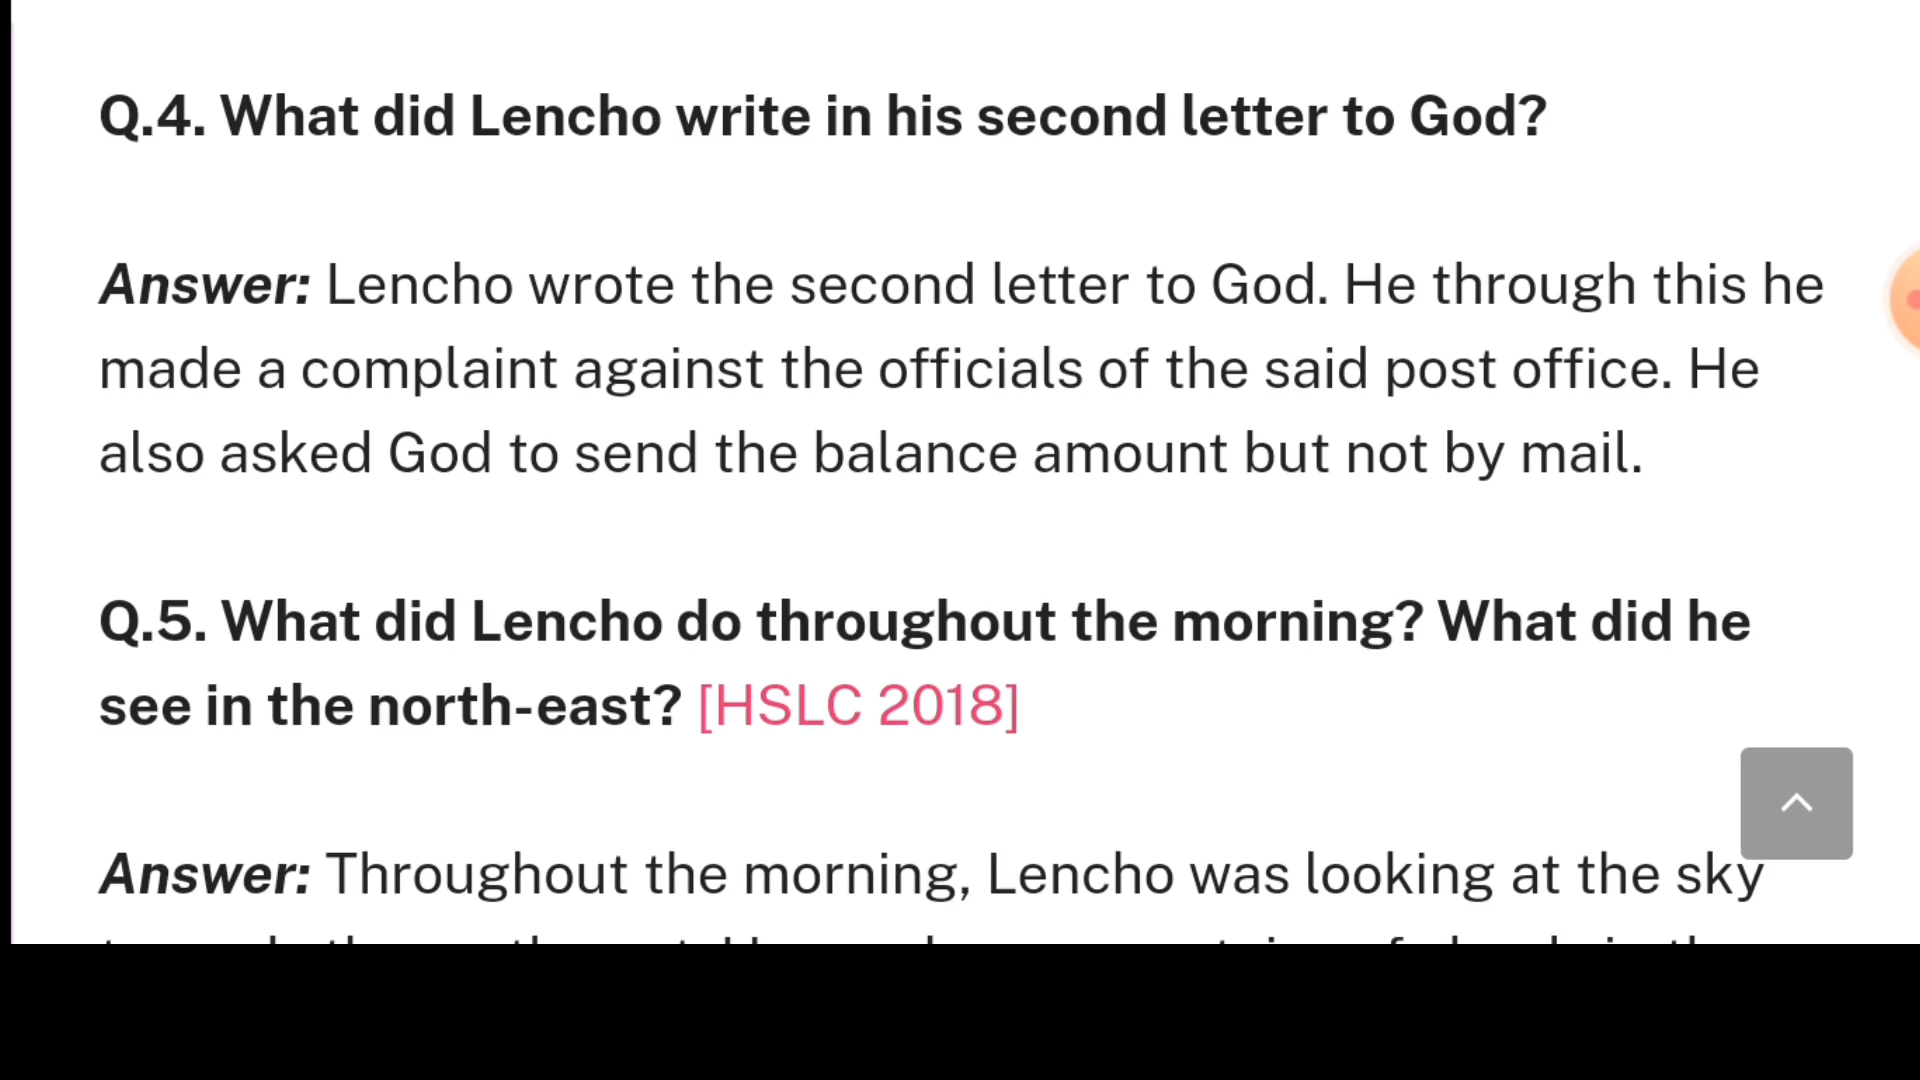 Q.4. What did Lencho write in his second letter to God?
Answer: Lencho wrote the second letter to God. He through this he
made a complaint against the officials of the said post office. He
also asked God to send the balance amount but not by mail.
Q.5. What did Lencho do throughout the morning? What did he
see in the north-east? [HSLC 2018]
Answer: Throughout the morning, Lencho was looking at the sky